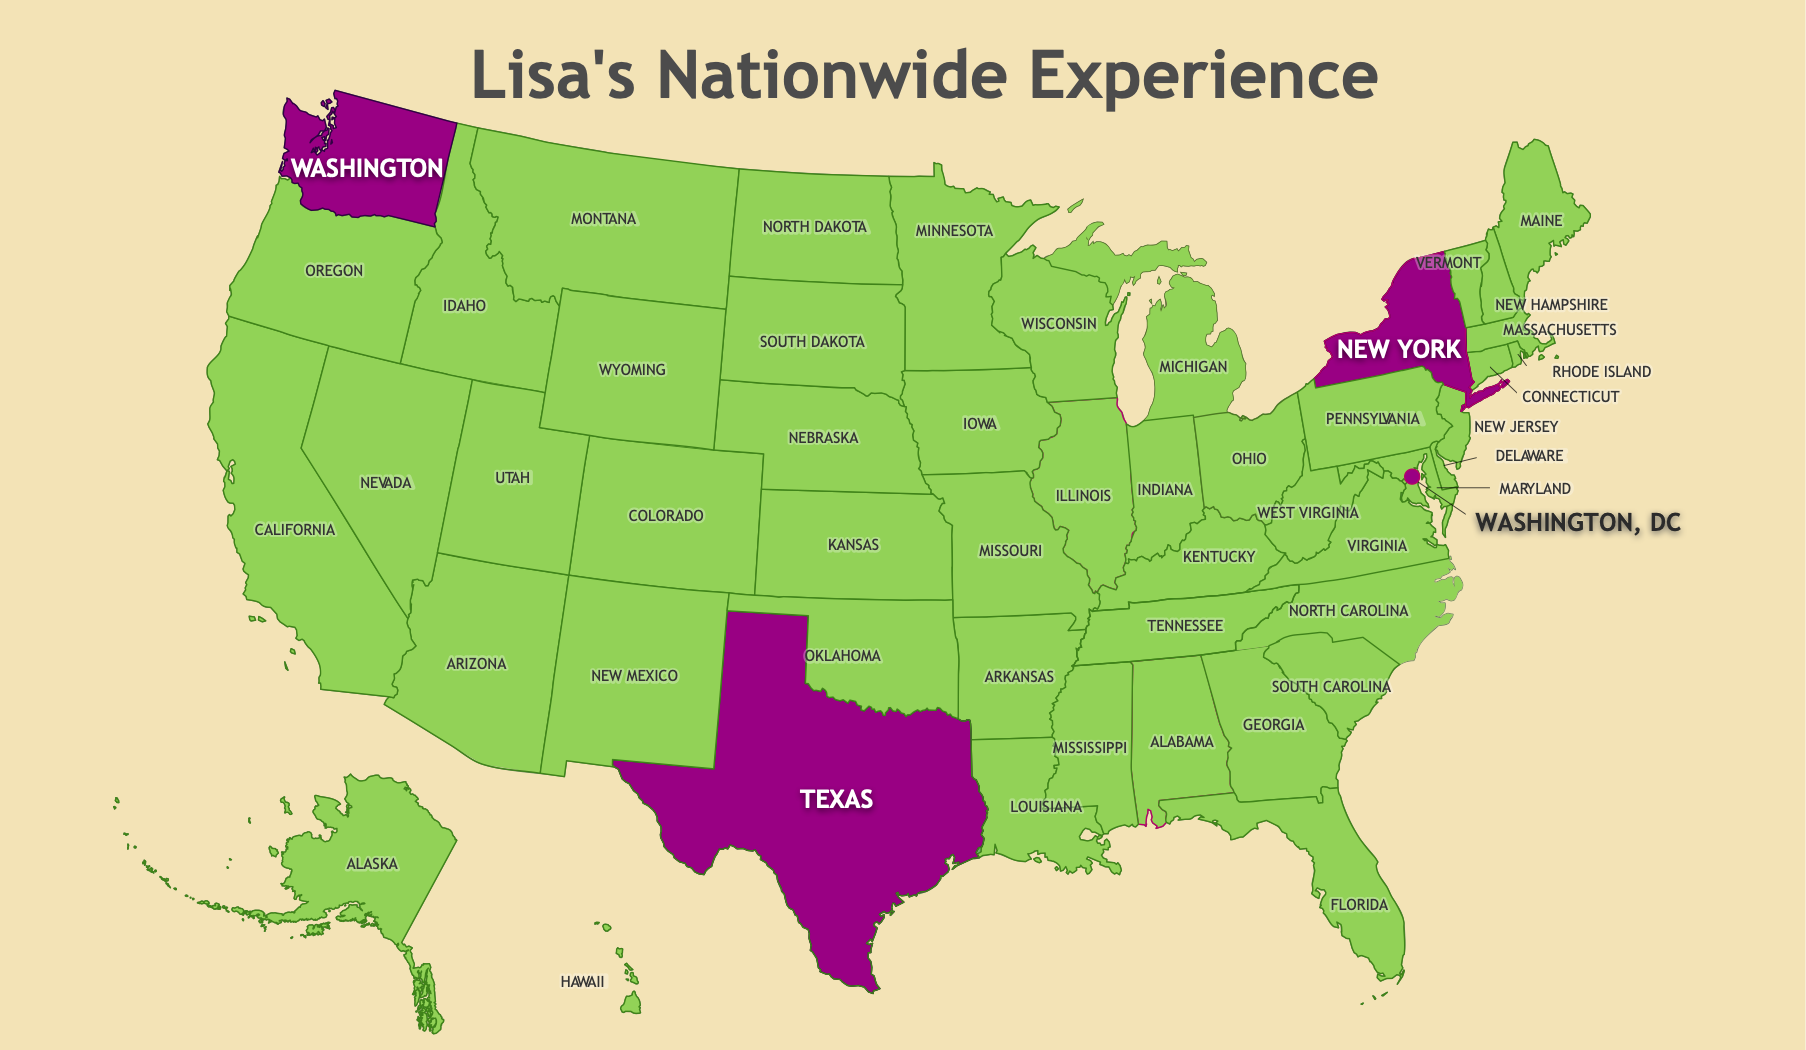 Lisa's Nationwide Experience
WASHINGTON
MONTANA
NORTH DAKOTA
MINNESOTA
MAINE
VERMONT
OREGON
IDAHO
NEW HAMPSHIRE
WISCONSIN
MASSACHUSETTS
SOUTH DAKOTA
NEW YORK
WYOMING
MICHIGAN
RHODE ISLAND
CONNECTICUT
PENNSYLVANIA
IOWA
NEW JERSEY
NEBRASKA
OHIO
DELAWARE
UTAH
NEVADA
INDIANA
MARYLAND
ILLINOIS
COLORADO
WEST VIRGINIA
WASHINGTON, DC
CALIFORNIA
KANSAS
MISSOURI
VIRGINIA
KENTUCKY
NORTH CAROLINA
TENNESSEE
OKLAHOMA
ARIZONA
NEW MEXICO
ARKANSAS
SOUTH CAROLINA
GEORGIA
MISSISSIPPI
ALABAMA
TEXAS
LOUISIANA
ALASKA
FLORIDA
HAWAII